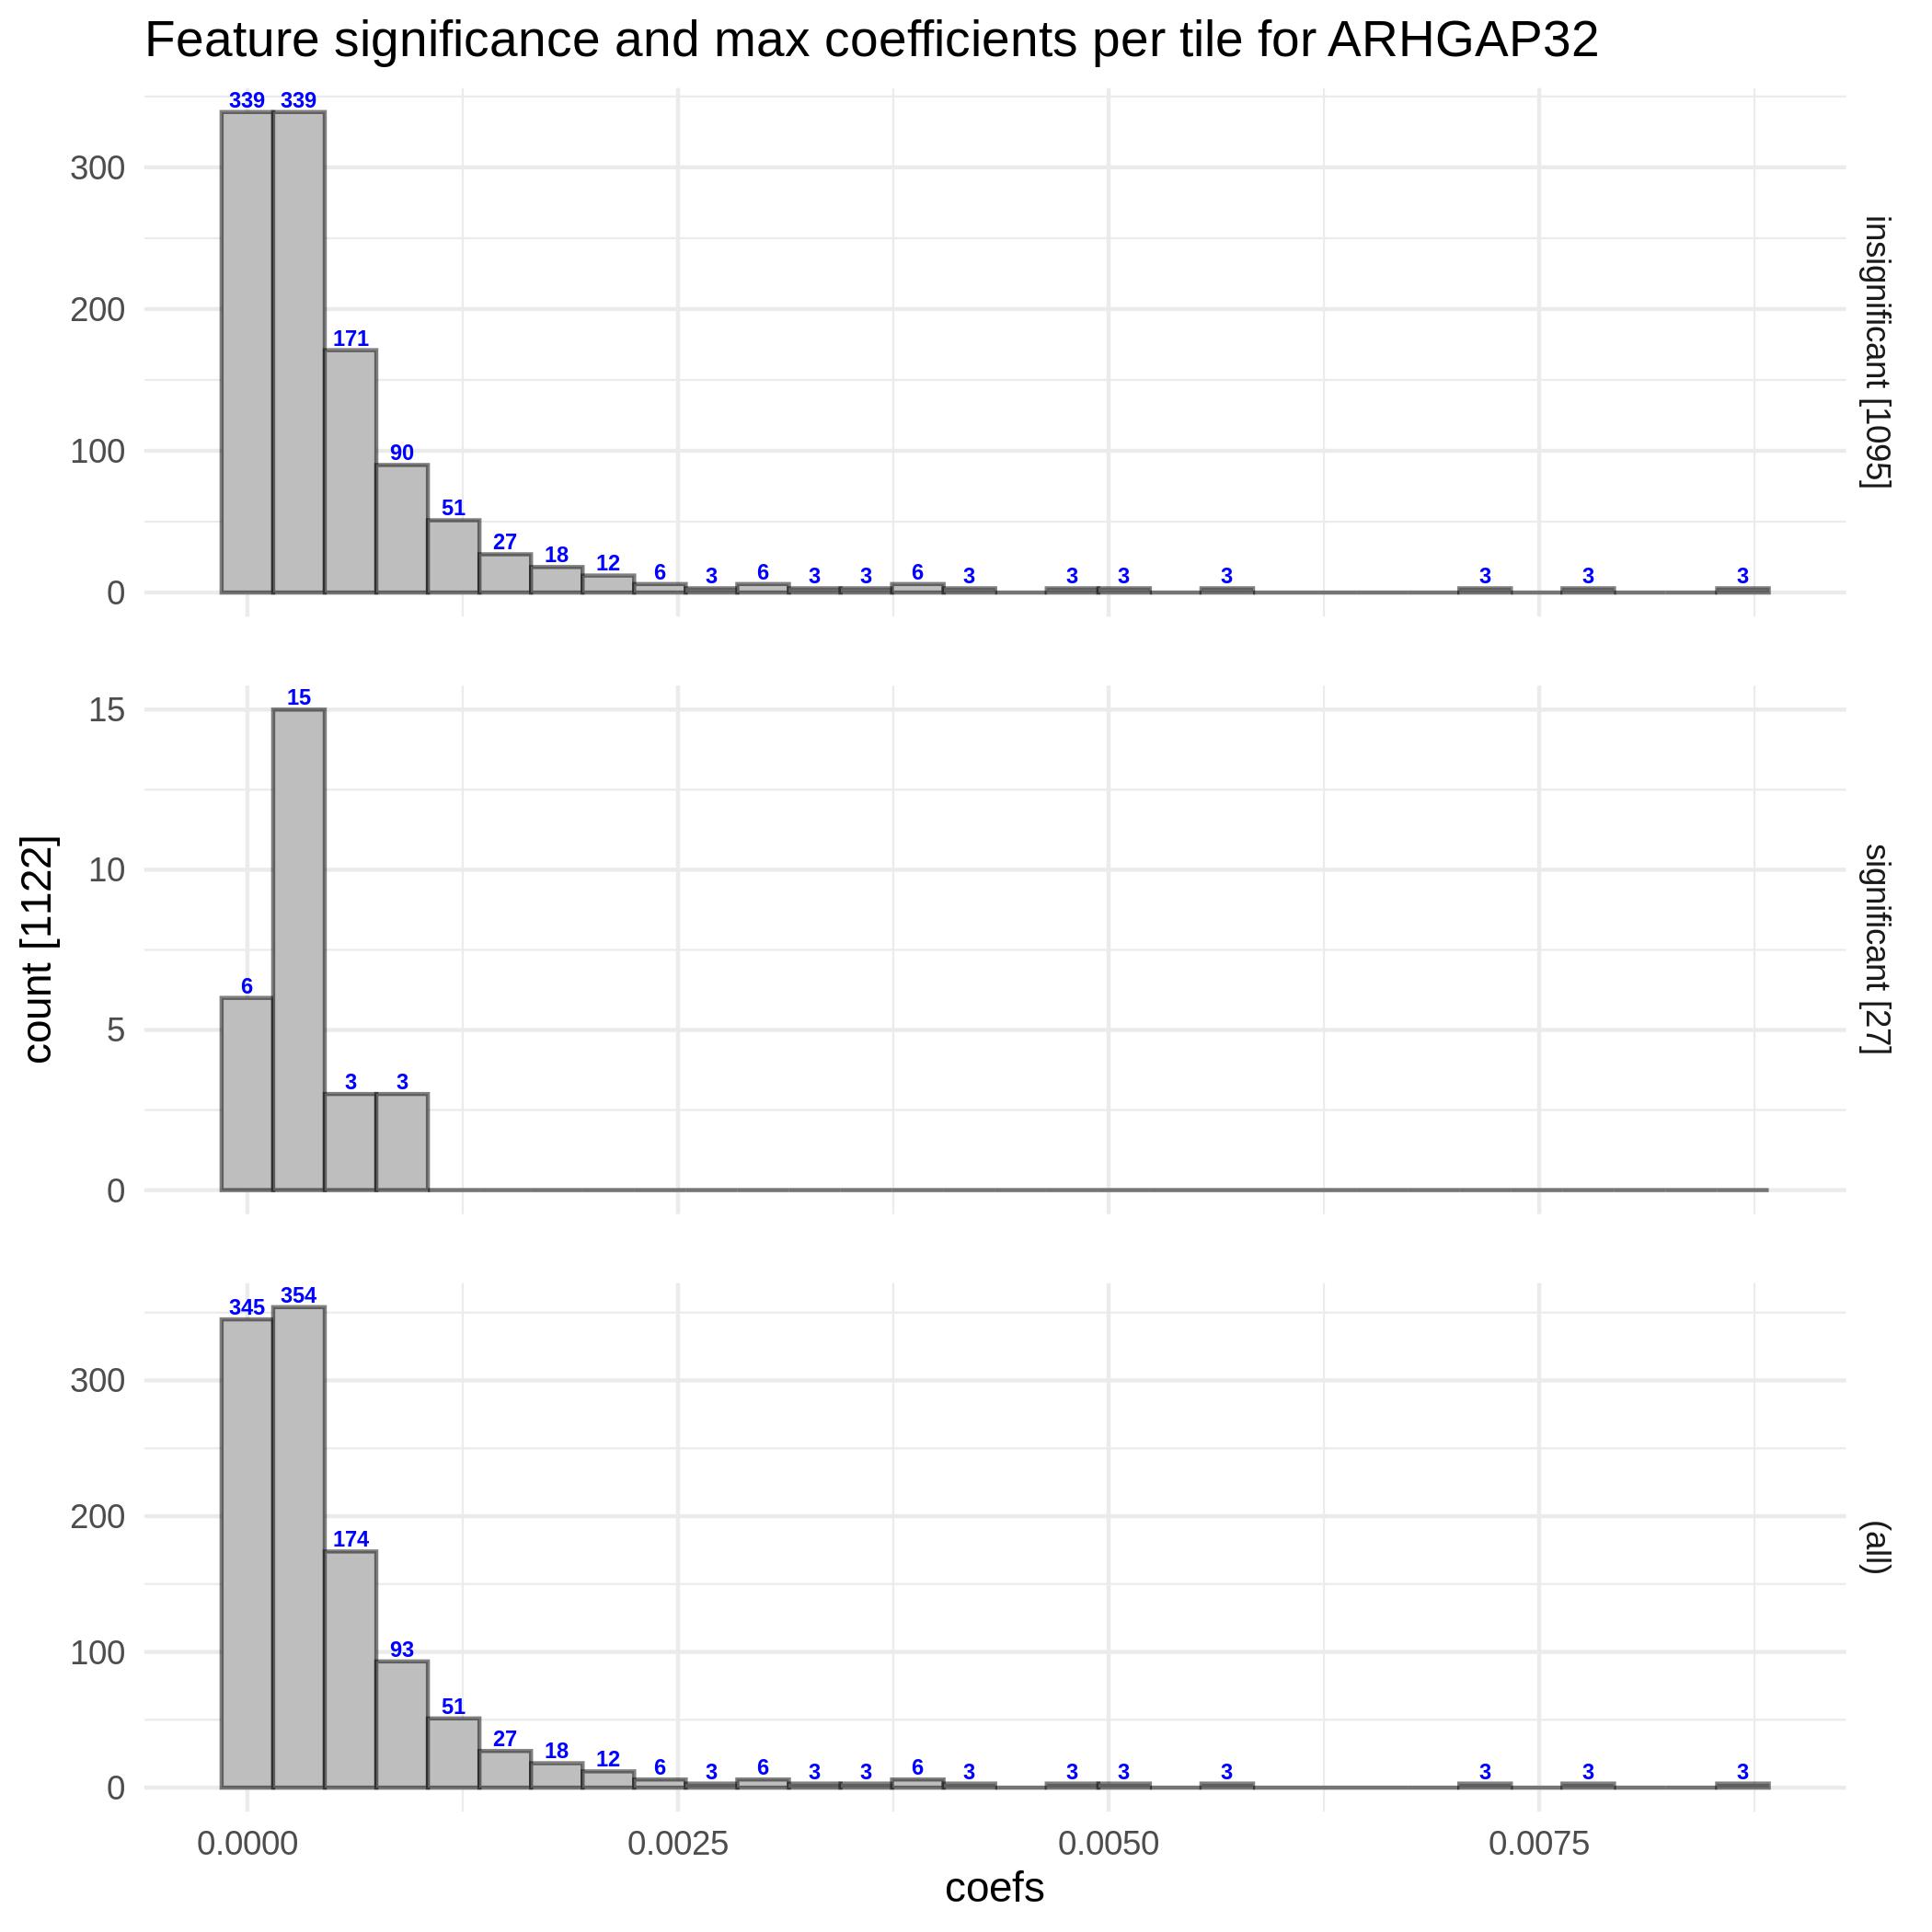 Feature significance and max coefficients per tile for ARHGAP32
339 339 171 90 51 27 18 12 6 3 6 3 3 6 3 3 3 3 3 3 3
300
200
100
0
insignificant [1095]
15 6 3 3
15
10
5
0
significant [27]
count [1122]
345 354 174 93 51 27 18 12 6 3 6 3 3 6 3 3 3 3 3 3 3
300
200
100
0
(all)
0.0000 0.0025 0.0050 0.0075
coefs